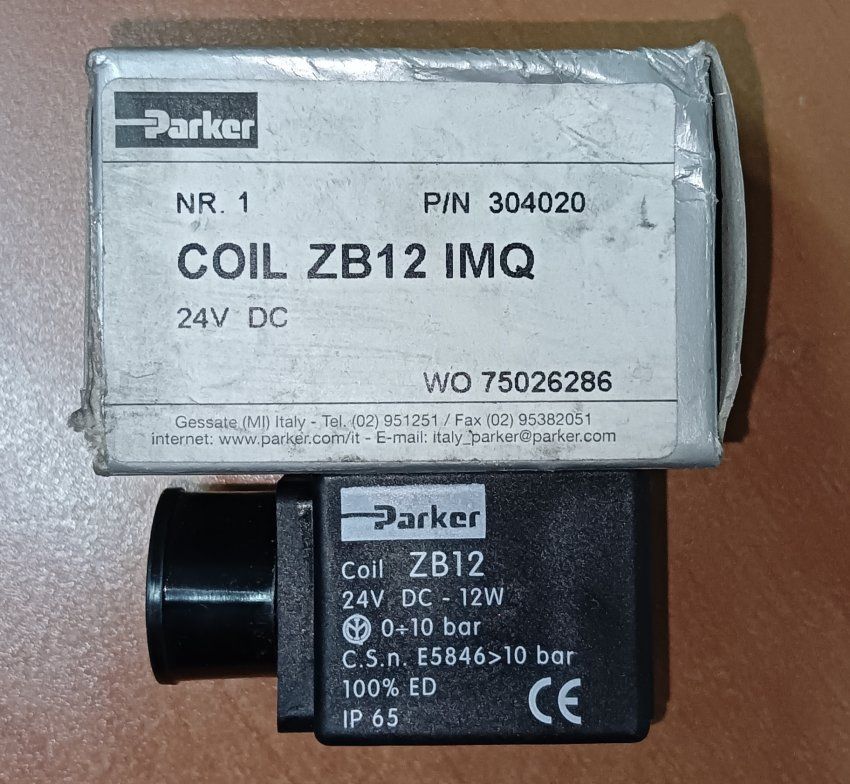 Parker
NR. 1 P/N 304020
COIL ZB12 IMQ
24V DC
WO 75026286
Gessate (MI) Italy - Tel. (02) 951251 / Fax (02) 95382051
internet: www.parker.com/it - E-mail: italy_parker@parker.com
Parker
Coil ZB12
24V DC - 12W
0÷10 bar
C.S.n. E5846>10 bar
100% ED
IP 65 CE